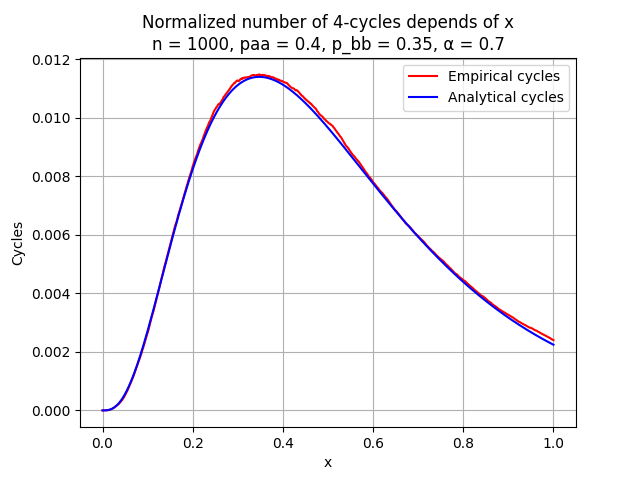 Normalized number of 4-cycles depends of x
n = 1000, paa = 0.4, p_bb = 0.35, α = 0.7
Empirical cycles
Analytical cycles
0.012
0.010
0.008
0.006
0.004
0.002
0.000
Cycles
0.0 0.2 0.4 0.6 0.8 1.0
x